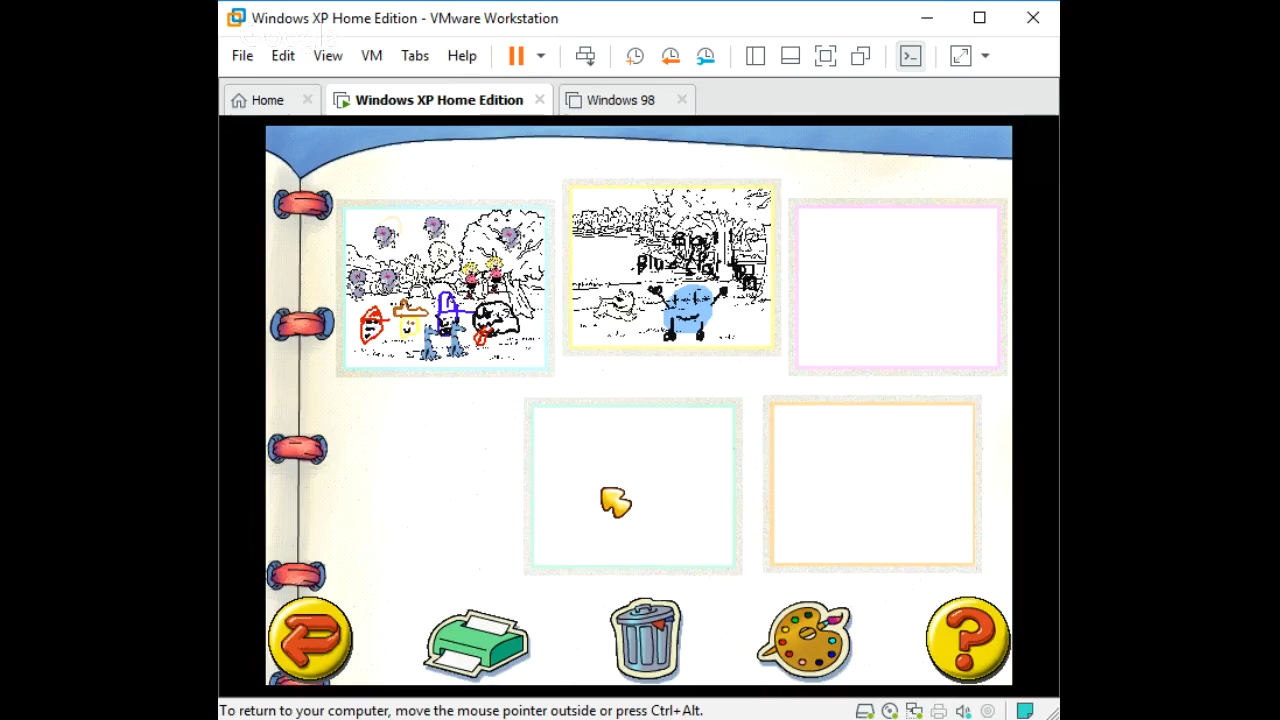 Windows XP Home Edition - VMware Workstation
File Edit View VM Tabs Help
Home Windows XP Home Edition Windows 98
To return to your computer, move the mouse pointer outside or press Ctrl+Alt.